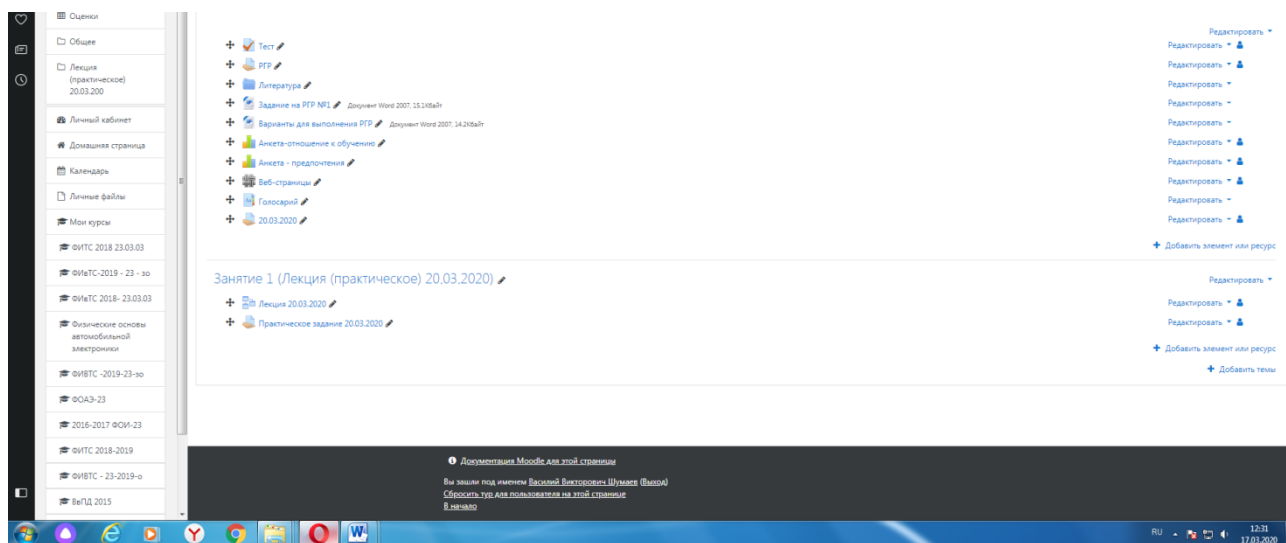 Оценки
Общее
Лекция
(практическое)
20.03.200
Личный кабинет
Домашняя страница
Календарь
Личные файлы
Мои курсы
ФИТС 2018 23.03.03
ФИвТС-2019 - 23 - зо
ФИвТС 2018- 23.03.03
Физические основы
автомобильной
электроники
ФИВТС -2019-23-зо
ФОАЭ-23
2016-2017 ФОИ-23
ФИТС 2018-2019
ФИВТС - 23-2019-о
ВвПД 2015
Редактировать
Тест Редактировать
РГР Редактировать
Литература Редактировать
Задание на РГР №1 Документ Word 2007, 15.1Кбайт Редактировать
Варианты для выполнения РГР Документ Word 2007, 14.2Кбайт Редактировать
Анкета-отношение к обучению Редактировать
Анкета - предпочтения Редактировать
Веб-страницы Редактировать
Голосарий Редактировать
20.03.2020 Редактировать
Добавить элемент или ресурс
Занятие 1 (Лекция (практическое) 20.03.2020) Редактировать
Лекция 20.03.2020 Редактировать
Практическое задание 20.03.2020 Редактировать
Добавить элемент или ресурс
Добавить темы
Документация Moodle для этой страницы
Вы зашли под именем Василий Викторович Шумаев (Выход)
Сбросить тур для пользователя на этой странице
В начало
RU 12:31
17.03.2020